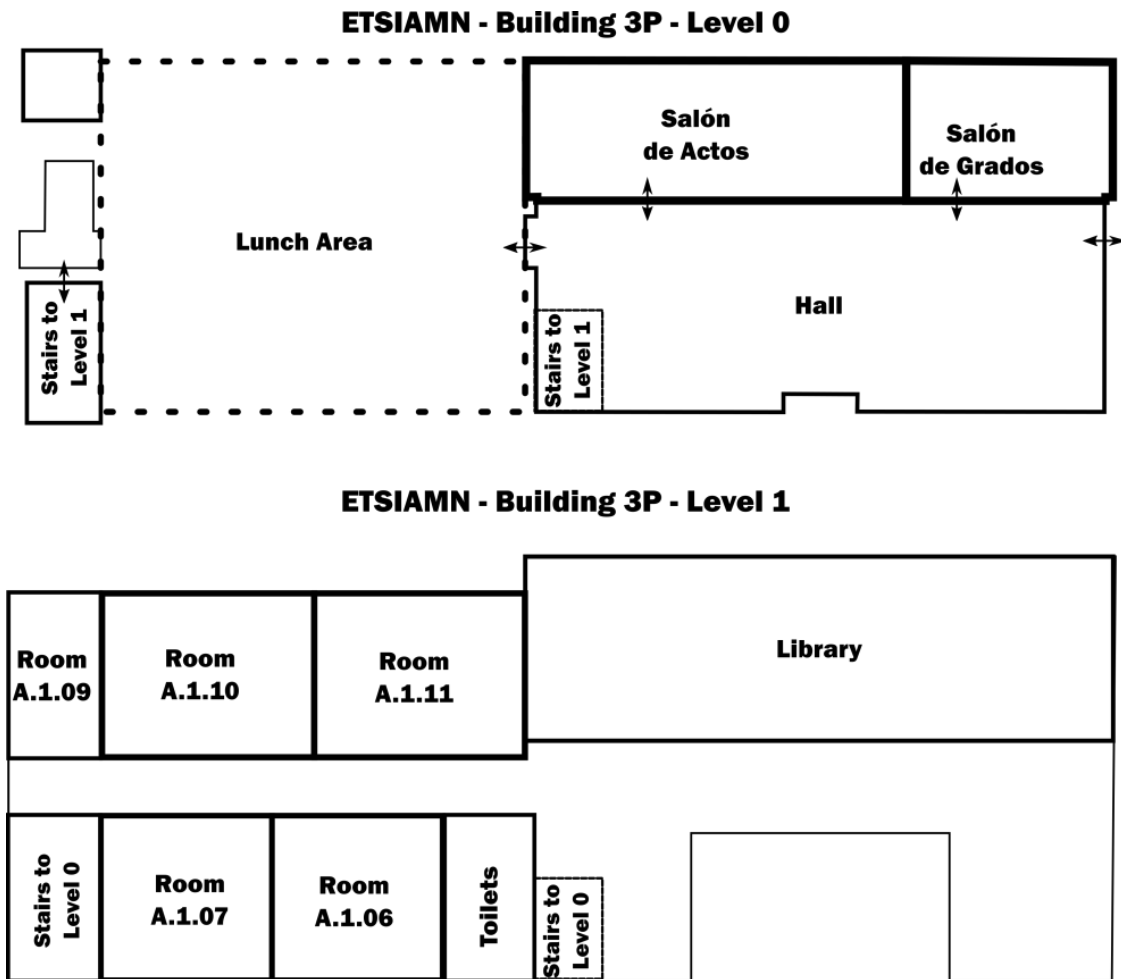 ETSIAMN - Building 3P - Level 0
Salón
de Actos
Salón
de Grados
Lunch Area
Hall
Stairs to
Level 1
Stairs to
Level 1
ETSIAMN - Building 3P - Level 1
Room
A.1.09
Room
A.1.10
Room
A.1.11
Library
Stairs to
Level 0
Room
A.1.07
Room
A.1.06
Toilets
Stairs to
Level 0